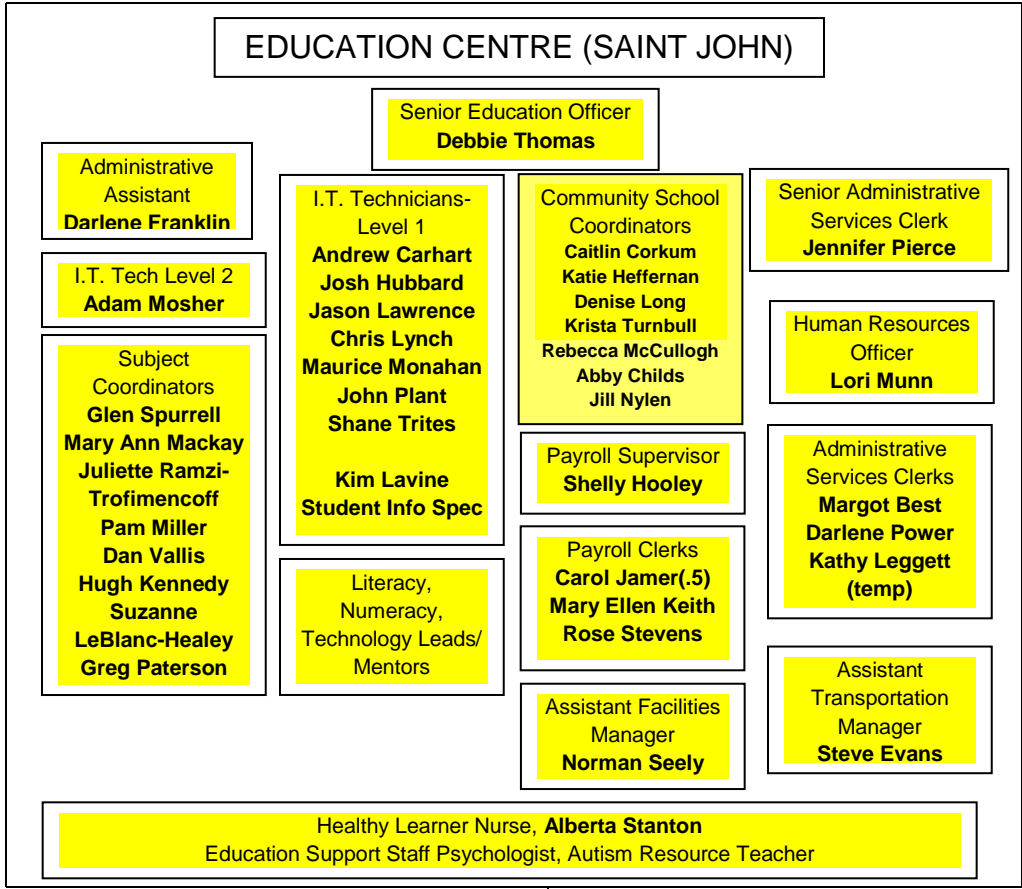 EDUCATION CENTRE (SAINT JOHN)
Senior Education Officer
Debbie Thomas
Administrative
Assistant
Darlene Franklin
I.T. Tech Level 2
Adam Mosher
Subject
Coordinators
Glen Spurrell
Mary Ann Mackay
Juliette Ramzi-
Trofimencoff
Pam Miller
Dan Vallis
Hugh Kennedy
Suzanne
LeBlanc-Healey
Greg Paterson
I.T. Technicians-
Level 1
Andrew Carhart
Josh Hubbard
Jason Lawrence
Chris Lynch
Maurice Monahan
John Plant
Shane Trites
Kim Lavine
Student Info Spec
Literacy,
Numeracy,
Technology Leads/
Mentors
Community School
Coordinators
Caitlin Corkum
Katie Heffernan
Denise Long
Krista Turnbull
Rebecca McCullogh
Abby Childs
Jill Nylen
Payroll Supervisor
Shelly Hooley
Payroll Clerks
Carol Jamer(.5)
Mary Ellen Keith
Rose Stevens
Assistant Facilities
Manager
Norman Seely
Senior Administrative
Services Clerk
Jennifer Pierce
Human Resources
Officer
Lori Munn
Administrative
Services Clerks
Margot Best
Darlene Power
Kathy Leggett
(temp)
Assistant
Transportation
Manager
Steve Evans
Healthy Learner Nurse, Alberta Stanton
Education Support Staff Psychologist, Autism Resource Teacher